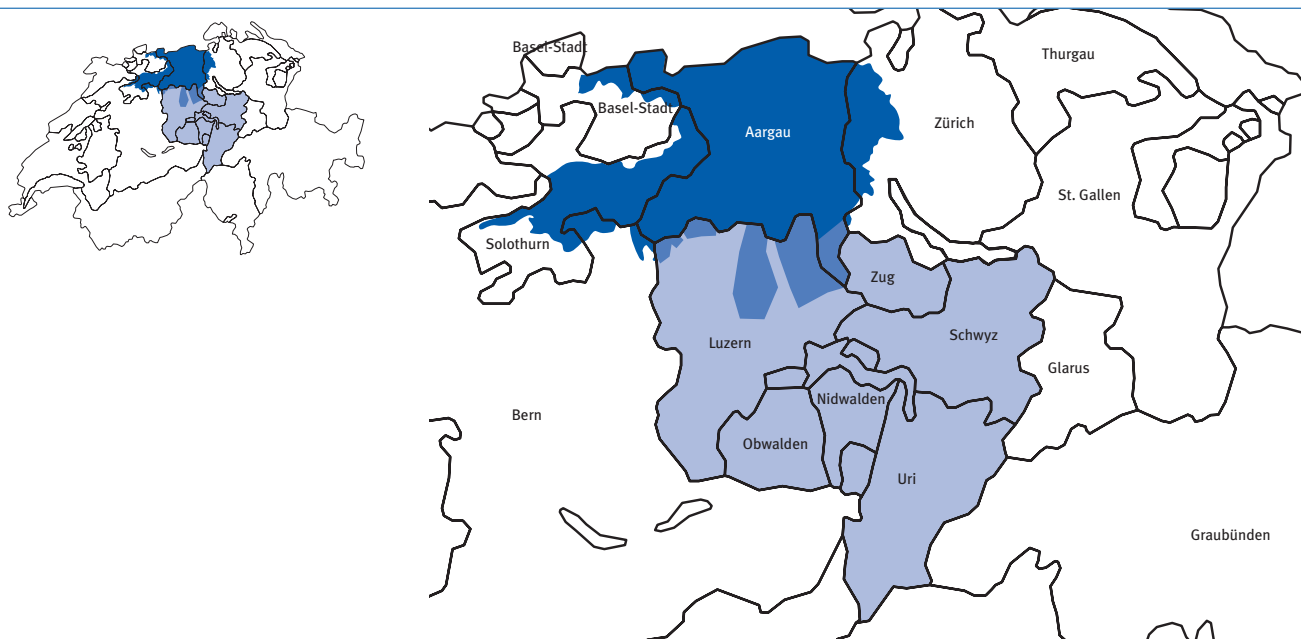 Basel-Stadt
Thurgau
Basel-Stadt
Aargau
Zürich
St. Gallen
Solothurn
Zug
Luzern
Schwyz
Glarus
Nidwalden
Bern
Obwalden
Uri
Graubünden